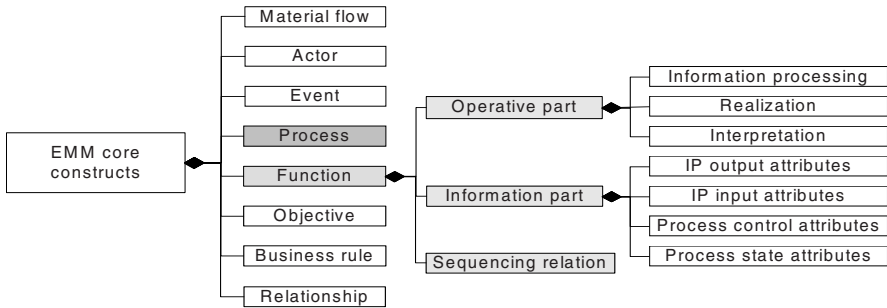 EMM core
constructs
Material flow
Actor
Event
Process
Function
Objective
Business rule
Relationship
Operative part
Information part
Sequencing relation
Information processing
Realization
Interpretation
IP output attributes
IP input attributes
Process control attributes
Process state attributes